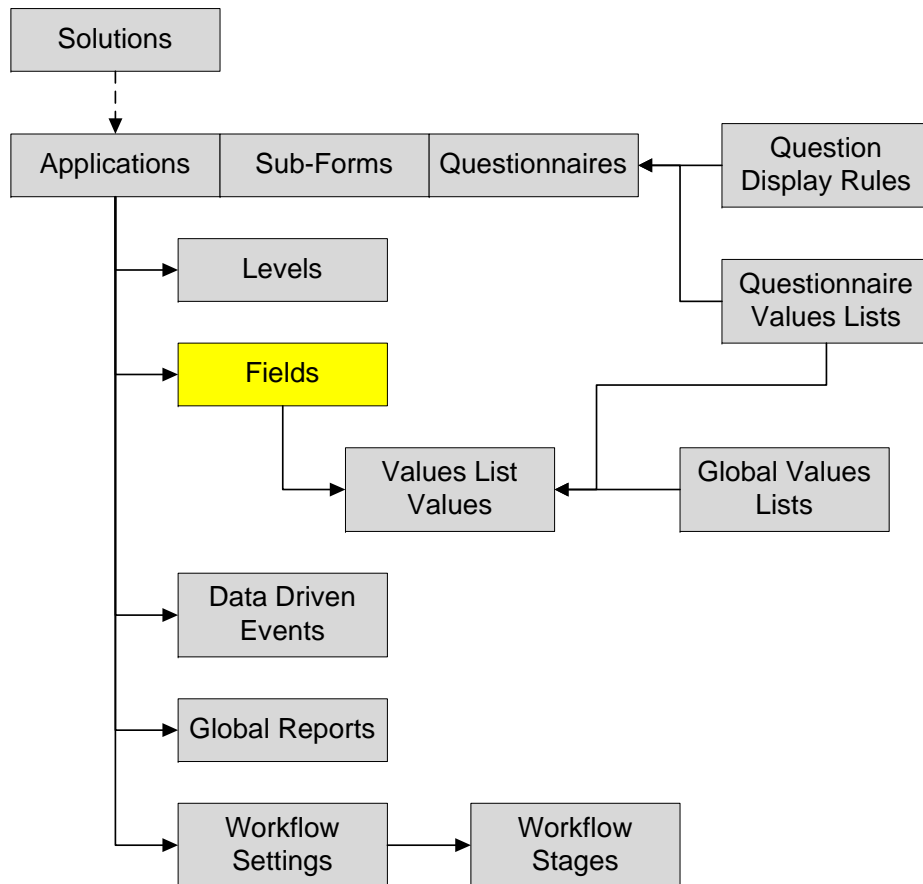 Solutions
Applications
Sub-Forms
Questionnaires
Question
Display Rules
Levels
Questionnaire
Values Lists
Fields
Values List
Values
Global Values
Lists
Data Driven
Events
Global Reports
Workflow
Settings
Workflow
Stages